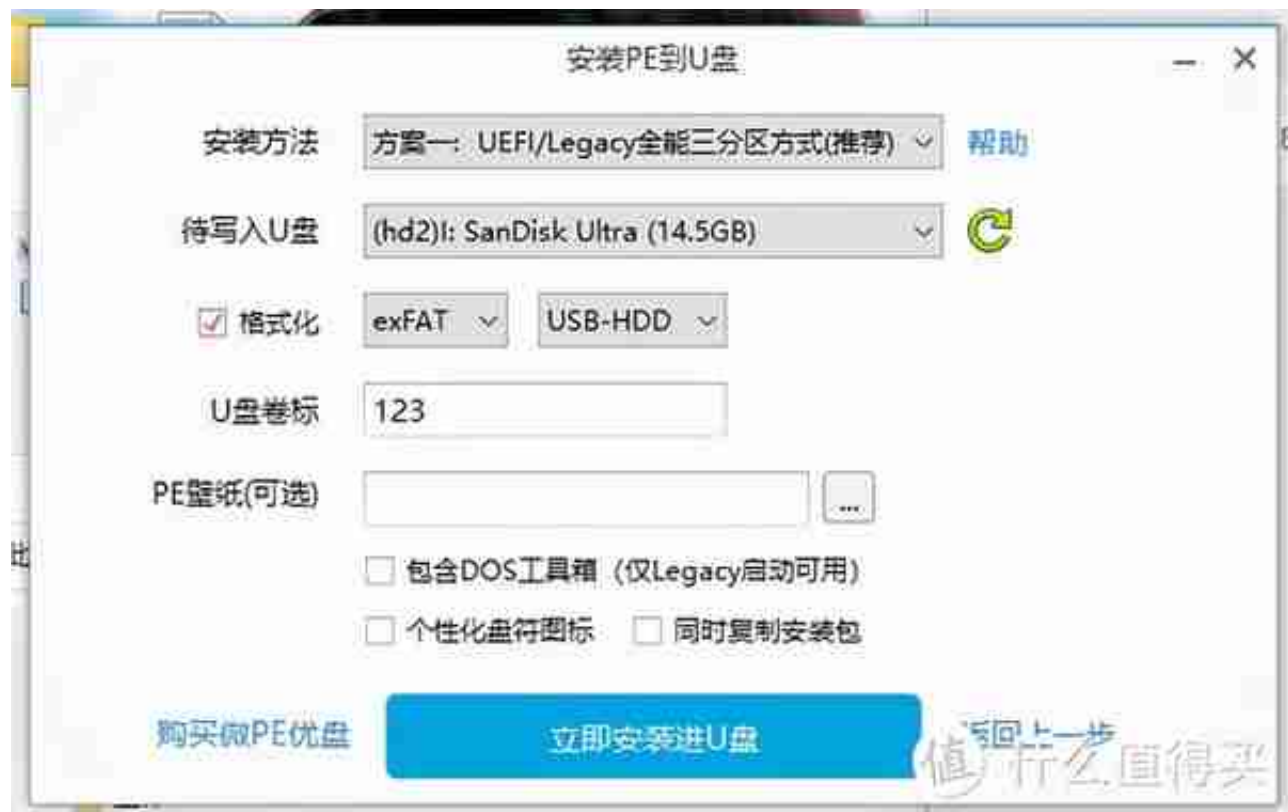 安装PE到U盘
安装方法 方案一：UEFI/Legacy全能三分区方式(推荐) 帮助
待写入U盘 (hd2)I: SanDisk Ultra (14.5GB)
格式化 exFAT USB-HDD
U盘卷标 123
PE壁纸(可选) ...
包含DOS工具箱（仅Legacy启动可用）
个性化盘符图标 同时复制安装包
购买微PE优盘 立即安装进U盘 返回上一步
值 什么值得买